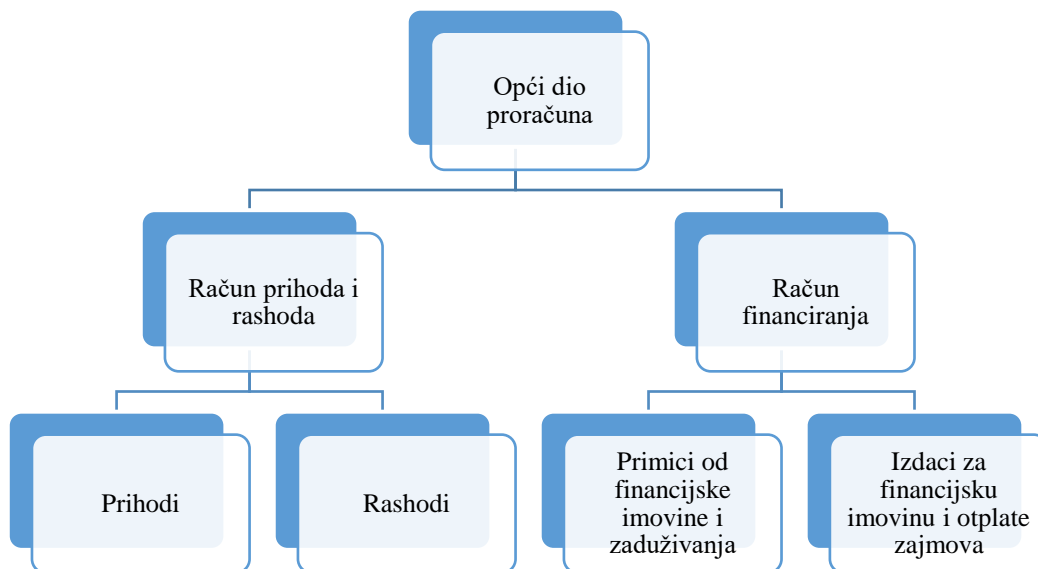 Opći dio
proračuna
Račun prihoda i
rashoda
Račun
financiranja
Prihodi
Rashodi
Primici od
financijske
imovine i
zaduživanja
Izdaci za
financijsku
imovinu i otplate
zajmova